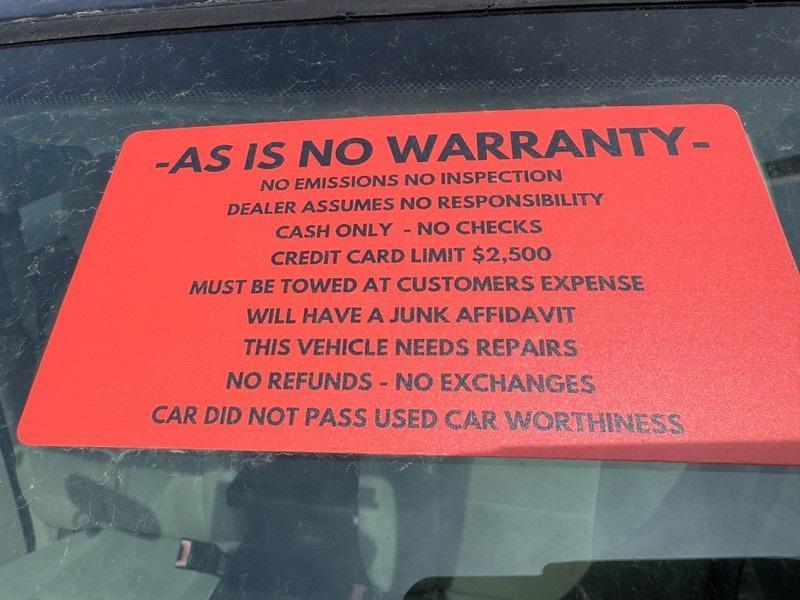 -AS IS NO WARRANTY-
NO EMISSIONS NO INSPECTION
DEALER ASSUMES NO RESPONSIBILITY
CASH ONLY - NO CHECKS
CREDIT CARD LIMIT $2,500
MUST BE TOWED AT CUSTOMERS EXPENSE
WILL HAVE A JUNK AFFIDAVIT
THIS VEHICLE NEEDS REPAIRS
NO REFUNDS - NO EXCHANGES
CAR DID NOT PASS USED CAR WORTHINESS